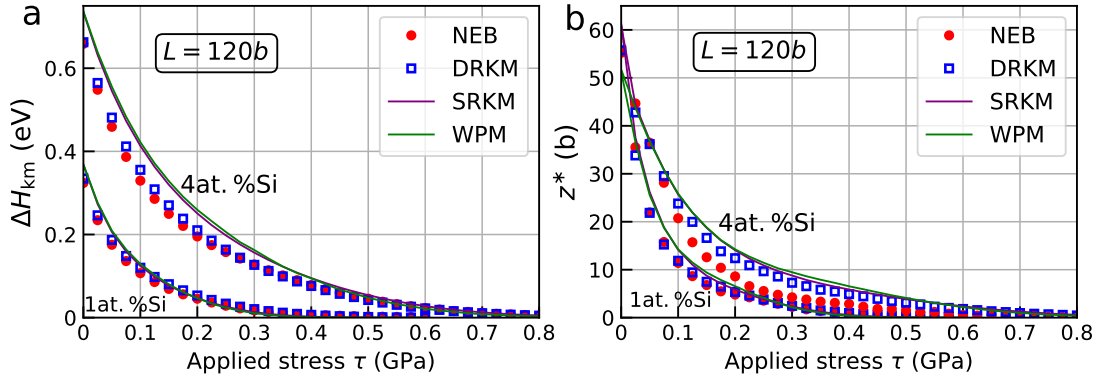 a
L = 120b
NEB
DRKM
SRKM
WPM
4at. %Si
1at. %Si
ΔH_km (eV)
0.6
0.4
0.2
0
0 0.1 0.2 0.3 0.4 0.5 0.6 0.7 0.8
Applied stress τ (GPa)
b
L = 120b
NEB
DRKM
SRKM
WPM
4at. %Si
1at. %Si
z* (b)
60
50
40
30
20
10
0
0 0.1 0.2 0.3 0.4 0.5 0.6 0.7 0.8
Applied stress τ (GPa)